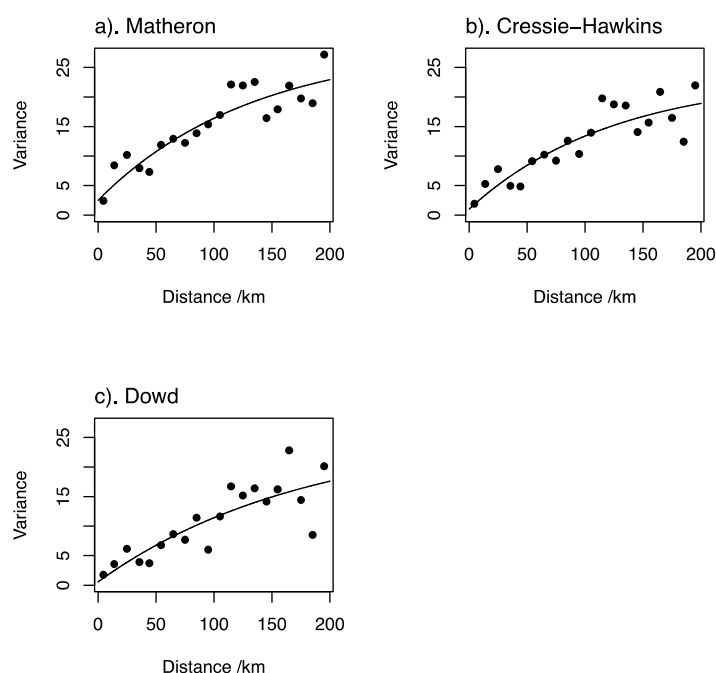 a). Matheron
25
15
5
0
Variance
0 50 100 150 200
Distance /km
b). Cressie–Hawkins
25
15
5
0
Variance
0 50 100 150 200
Distance /km
c). Dowd
25
15
5
0
Variance
0 50 100 150 200
Distance /km